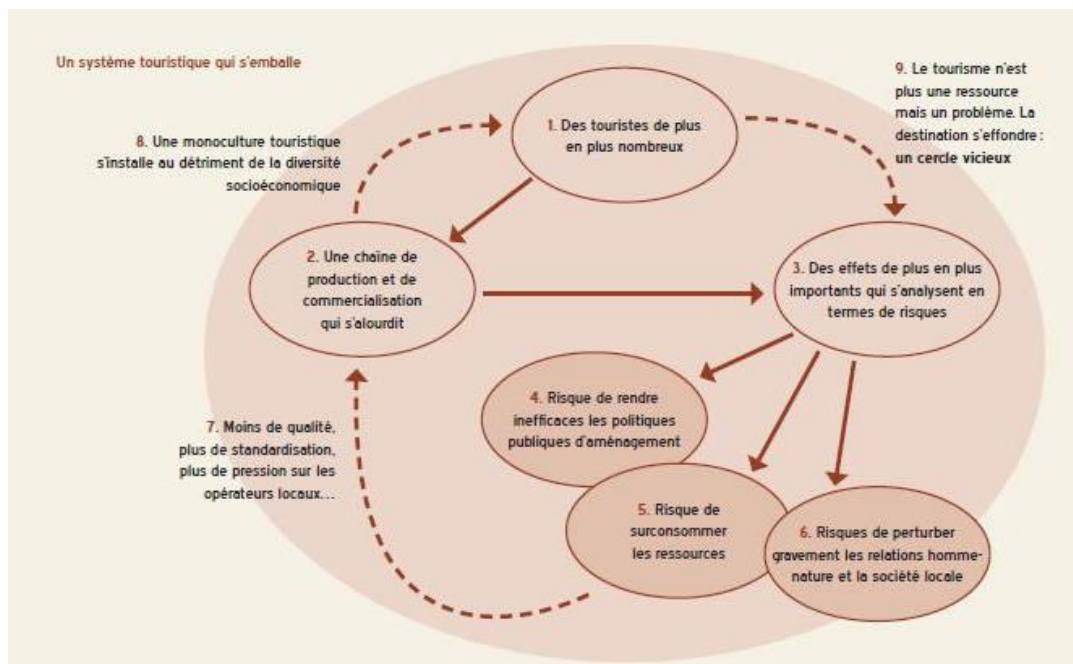 Un système touristique qui s'emballe
1. Des touristes de plus
en plus nombreux
2. Une chaîne de
production et de
commercialisation
qui s'alourdit
3. Des effets de plus en plus
importants qui s'analysent en
termes de risques
4. Risque de rendre
inefficaces les politiques
publiques d'aménagement
5. Risque de
surconsommer
les ressources
6. Risques de perturber
gravement les relations homme-
nature et la société locale
7. Moins de qualité,
plus de standardisation,
plus de pression sur les
opérateurs locaux...
8. Une monoculture touristique
s'installe au détriment de la diversité
socioéconomique
9. Le tourisme n'est
plus une ressource
mais un problème. La
destination s'effondre :
un cercle vicieux